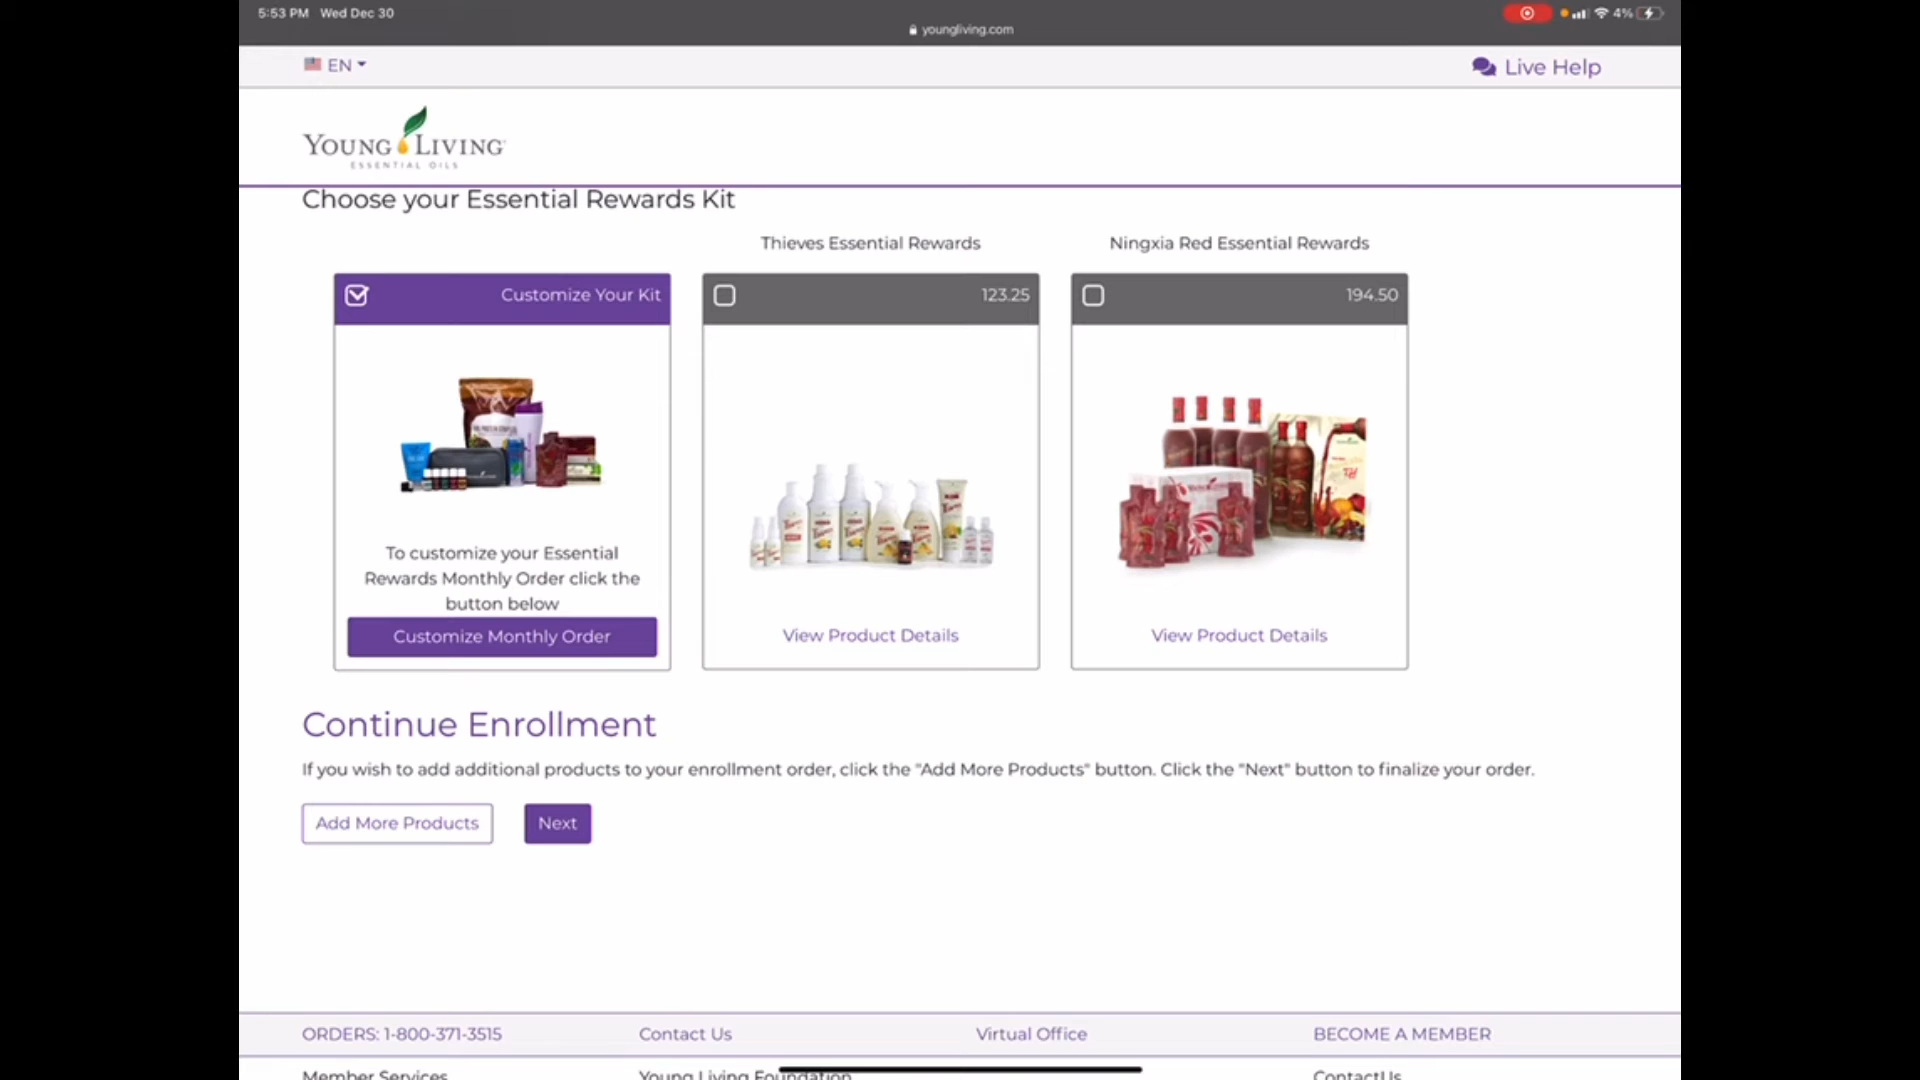 5:53 PM Wed Dec 30
4%
youngliving.com
EN
Live Help
YOUNG LIVING
ESSENTIAL OILS
Choose your Essential Rewards Kit
Thieves Essential Rewards
Ningxia Red Essential Rewards
Customize Your Kit
123.25
194.50
To customize your Essential
Rewards Monthly Order click the
button below
Customize Monthly Order
View Product Details
View Product Details
Continue Enrollment
If you wish to add additional products to your enrollment order, click the "Add More Products" button. Click the "Next" button to finalize your order.
Add More Products
Next
ORDERS: 1-800-371-3515
Contact Us
Virtual Office
BECOME A MEMBER
Member Services
Young Living Foundation
ContactUs